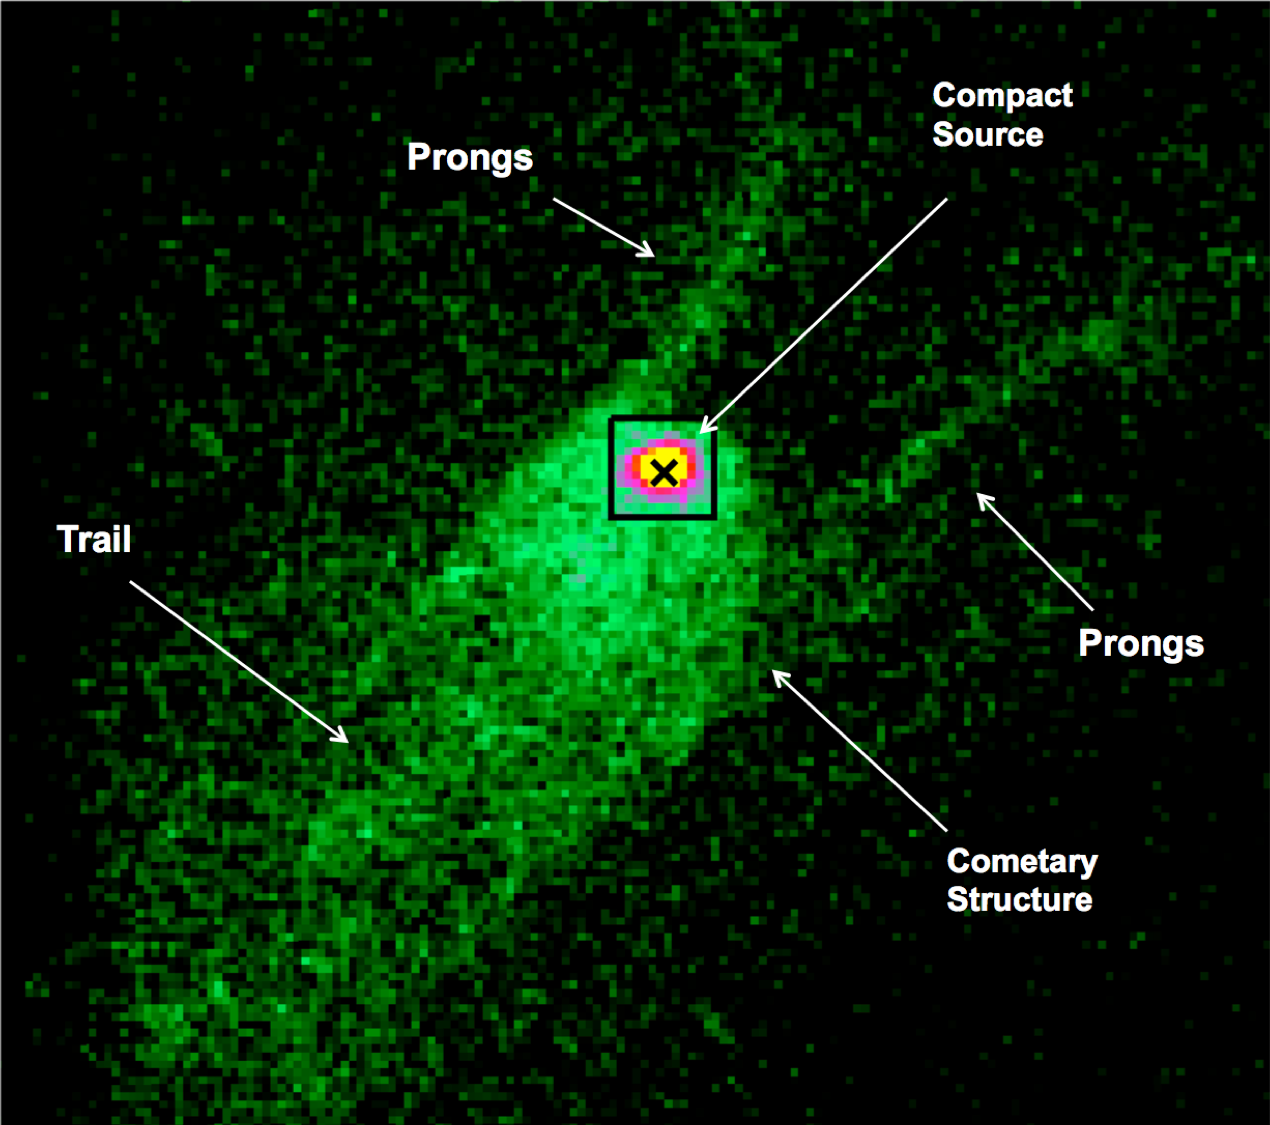 Compact
Source
Prongs
Trail
Prongs
Cometary
Structure